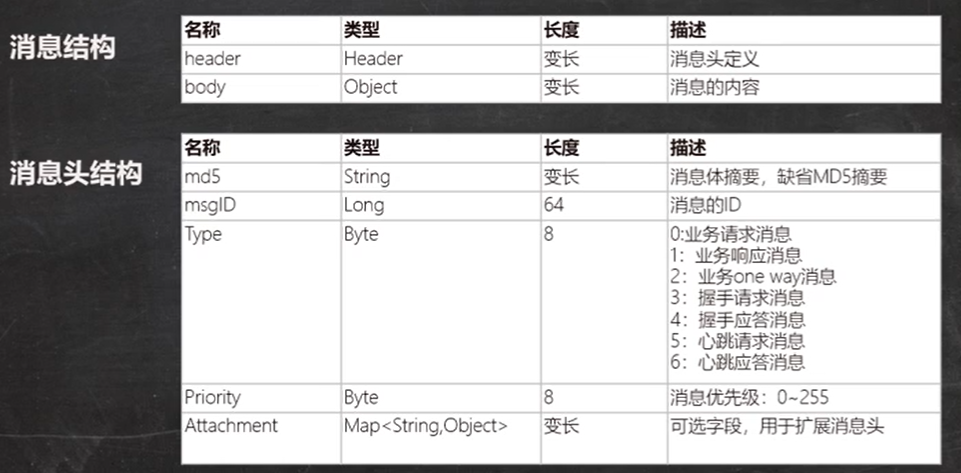 消息结构
名称 类型 长度 描述
header Header 变长 消息头定义
body Object 变长 消息的内容
消息头结构
名称 类型 长度 描述
md5 String 变长 消息体摘要，缺省MD5摘要
msgID Long 64 消息的ID
Type Byte 8 0:业务请求消息
1：业务响应消息
2：业务one way消息
3：握手请求消息
4：握手应答消息
5：心跳请求消息
6：心跳应答消息
Priority Byte 8 消息优先级：0~255
Attachment Map<String,Object> 变长 可选字段，用于扩展消息头